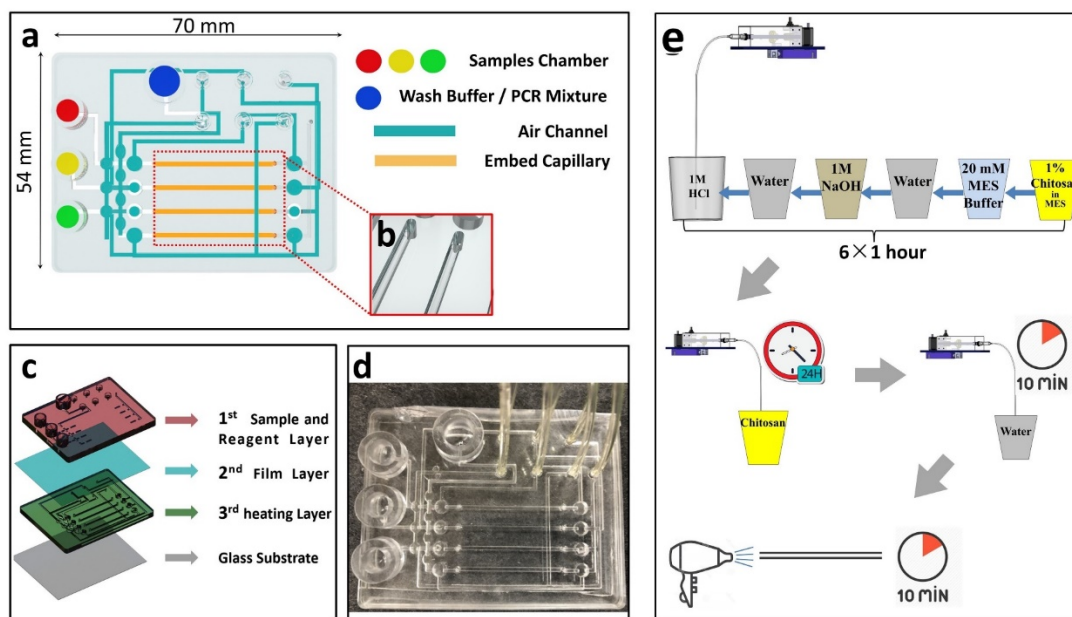 a
70 mm
54 mm
Samples Chamber
Wash Buffer / PCR Mixture
Air Channel
Embed Capillary
b
c
1st Sample and
Reagent Layer
2nd Film Layer
3rd heating Layer
Glass Substrate
d
e
1M
HCl
Water
1M
NaOH
Water
20 mM
MES
Buffer
1%
Chitosan
in
MES
6×1 hour
24H
Chitosan
10 MiN
Water
10 MiN